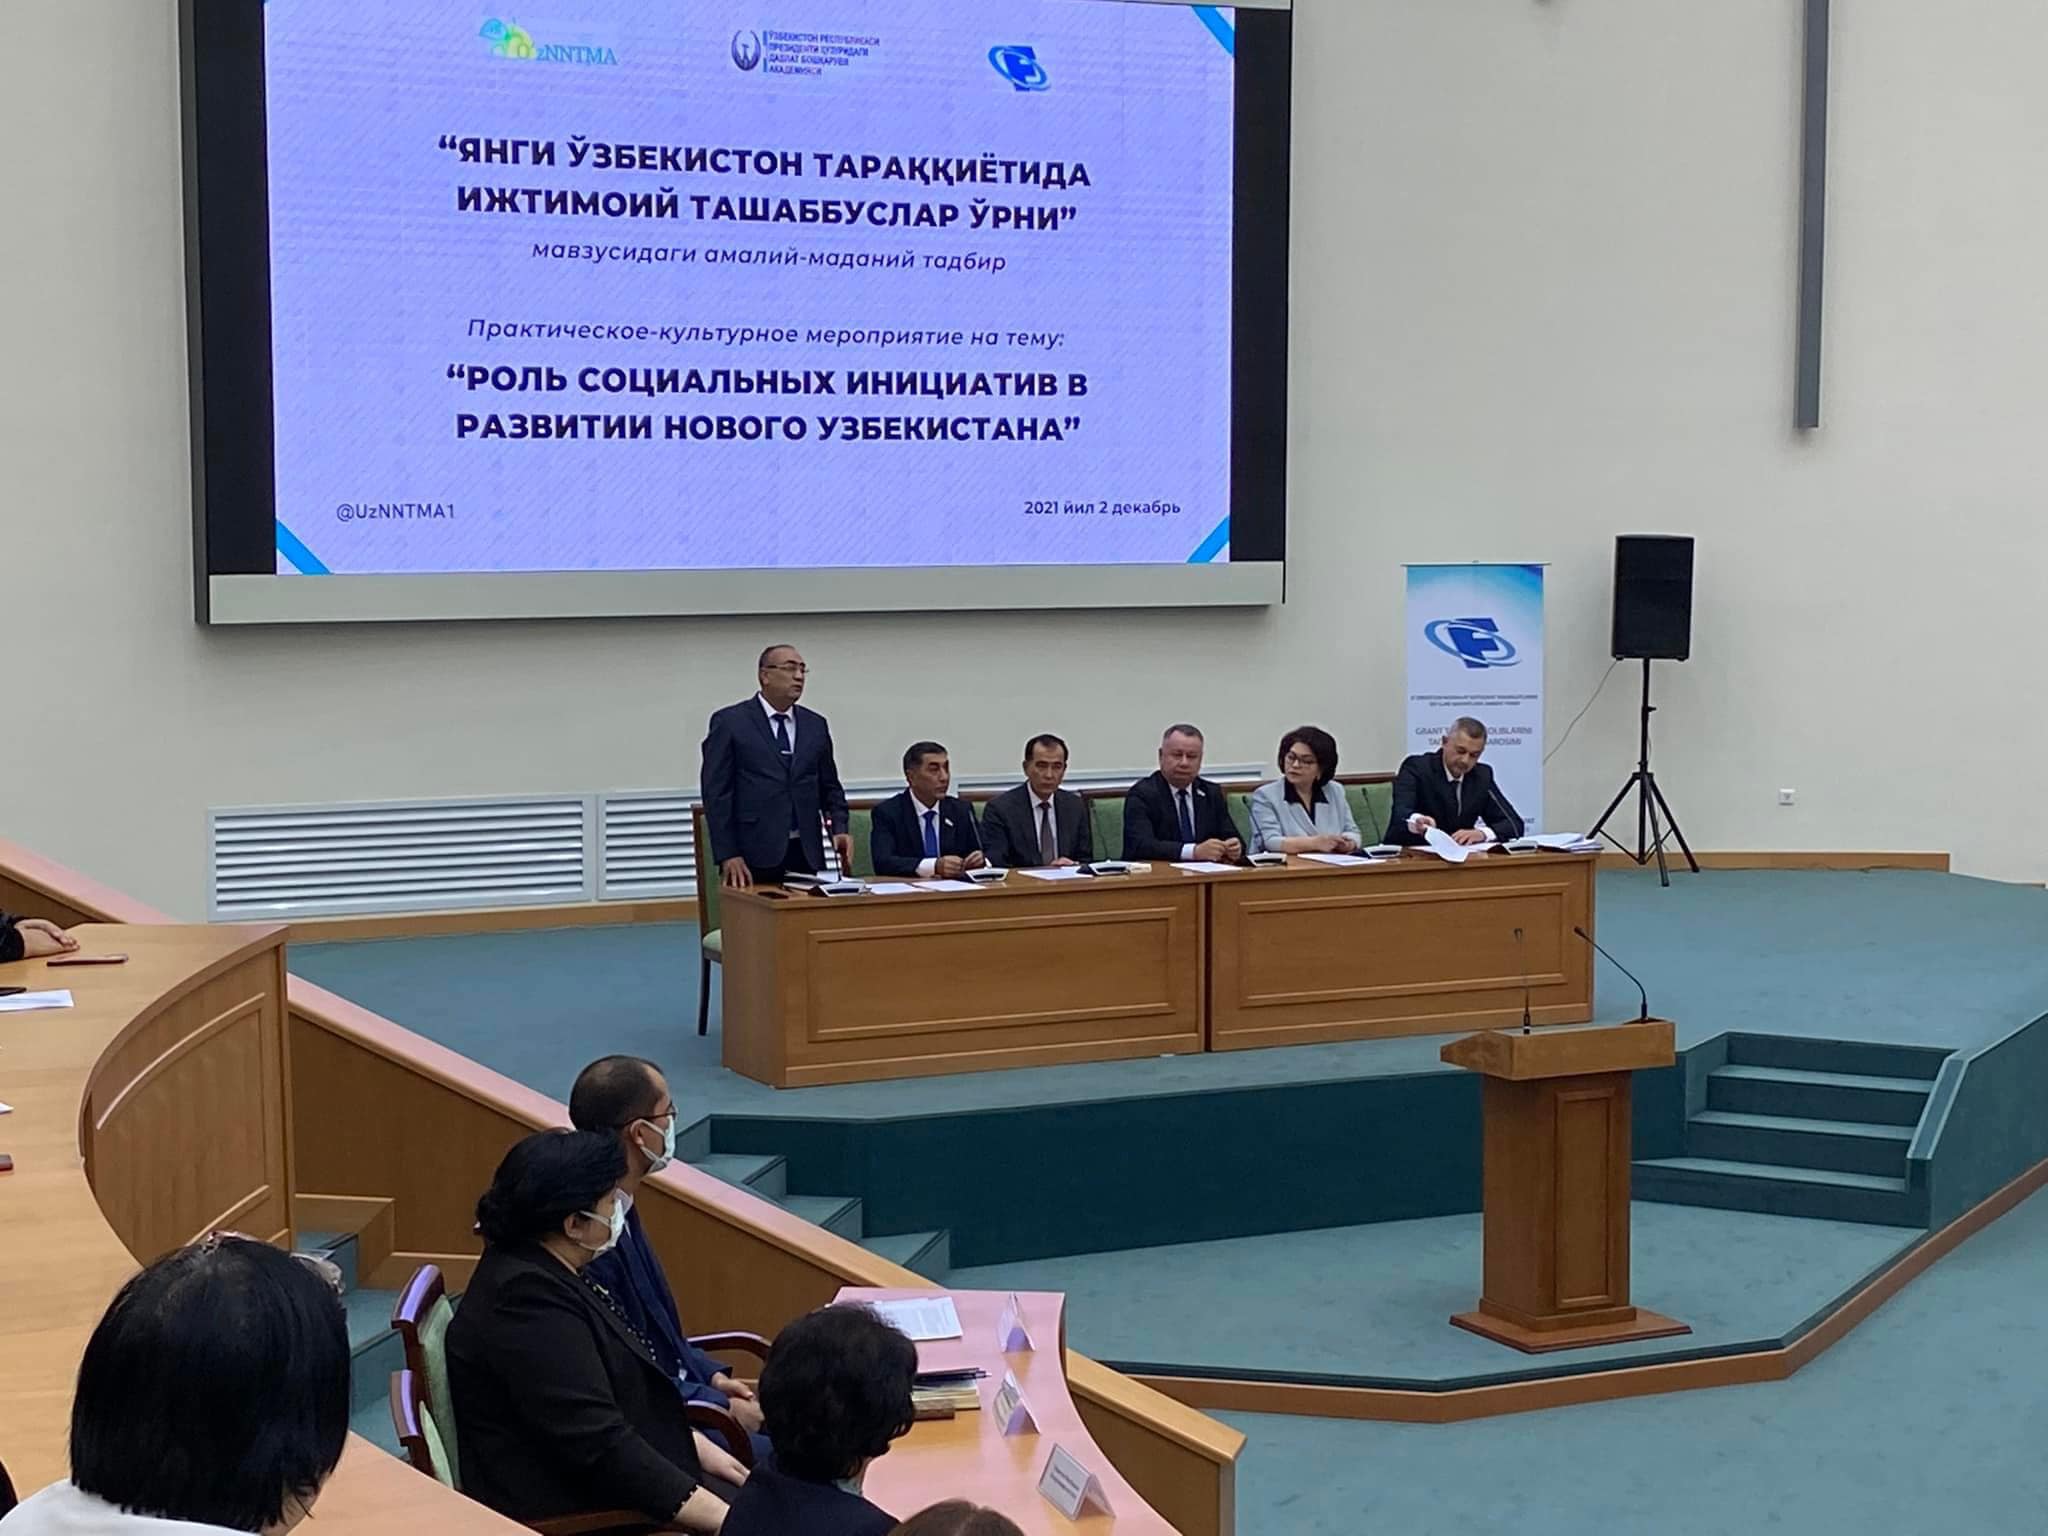 ZNNTMA
ЎЗБЕКИСТОН РЕСПУБЛИКАСИ
ПРЕЗИДЕНТИ ҲУЗУРИДАГИ
ДАВЛАТ БОШҚАРУВИ
АКАДЕМИЯСИ
“ЯНГИ ЎЗБЕКИСТОН ТАРАҚҚИЁТИДА
ИЖТИМОИЙ ТАШАББУСЛАР ЎРНИ”
мавзусидаги амалий-маданий тадбир
Практическое-культурное мероприятие на тему:
“РОЛЬ СОЦИАЛЬНЫХ ИНИЦИАТИВ В
РАЗВИТИИ НОВОГО УЗБЕКИСТАНА”
@UzNNTMA1
2021 йил 2 декабрь
GRANT